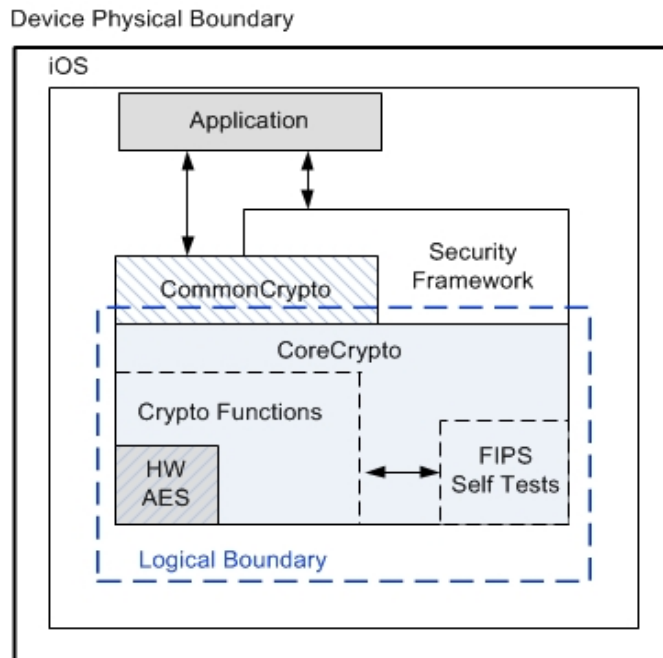 Device Physical Boundary
iOS
Application
Security
Framework
CommonCrypto
CoreCrypto
Crypto Functions
HW
AES
FIPS
Self Tests
Logical Boundary